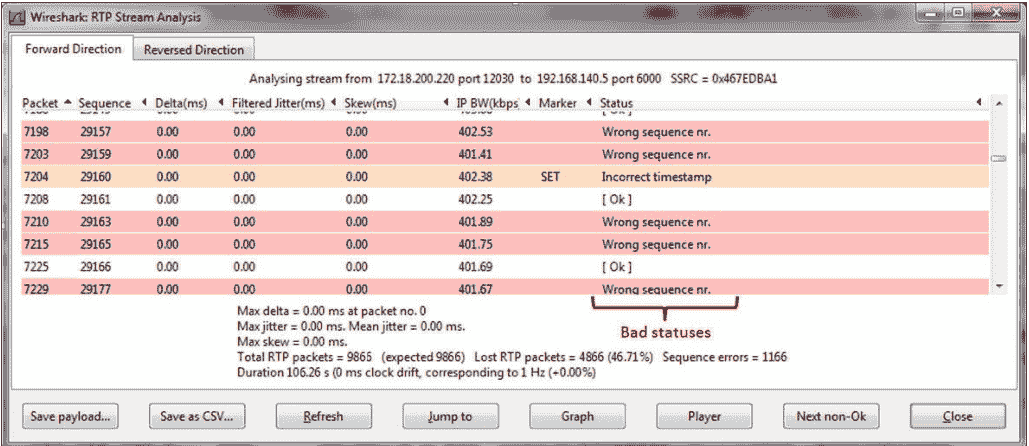 Wireshark: RTP Stream Analysis
Forward Direction Reversed Direction
Analysing stream from 172.18.200.220 port 12030 to 192.168.140.5 port 6000 SSRC = 0x467EDBA1
Packet Sequence Delta(ms) Filtered Jitter(ms) Skew(ms) IP BW(kbps) Marker Status
7198 29157 0.00 0.00 0.00 402.53 Wrong sequence nr.
7203 29159 0.00 0.00 0.00 401.41 Wrong sequence nr.
7204 29160 0.00 0.00 0.00 402.38 SET Incorrect timestamp
7208 29161 0.00 0.00 0.00 402.25 [ Ok ]
7210 29163 0.00 0.00 0.00 401.89 Wrong sequence nr.
7215 29165 0.00 0.00 0.00 401.75 Wrong sequence nr.
7225 29166 0.00 0.00 0.00 401.69 [ Ok ]
7229 29177 0.00 0.00 0.00 401.67 Wrong sequence nr.
Bad statuses
Max delta = 0.00 ms at packet no. 0
Max jitter = 0.00 ms. Mean jitter = 0.00 ms.
Max skew = 0.00 ms.
Total RTP packets = 9866 (expected 9866) Lost RTP packets = 4866 (46.71%) Sequence errors = 1166
Duration 106.26 s (0 ms clock drift, corresponding to 1 Hz (+0.00%)
Save payload... Save as CSV... Refresh Jump to Graph Player Next non-Ok Close